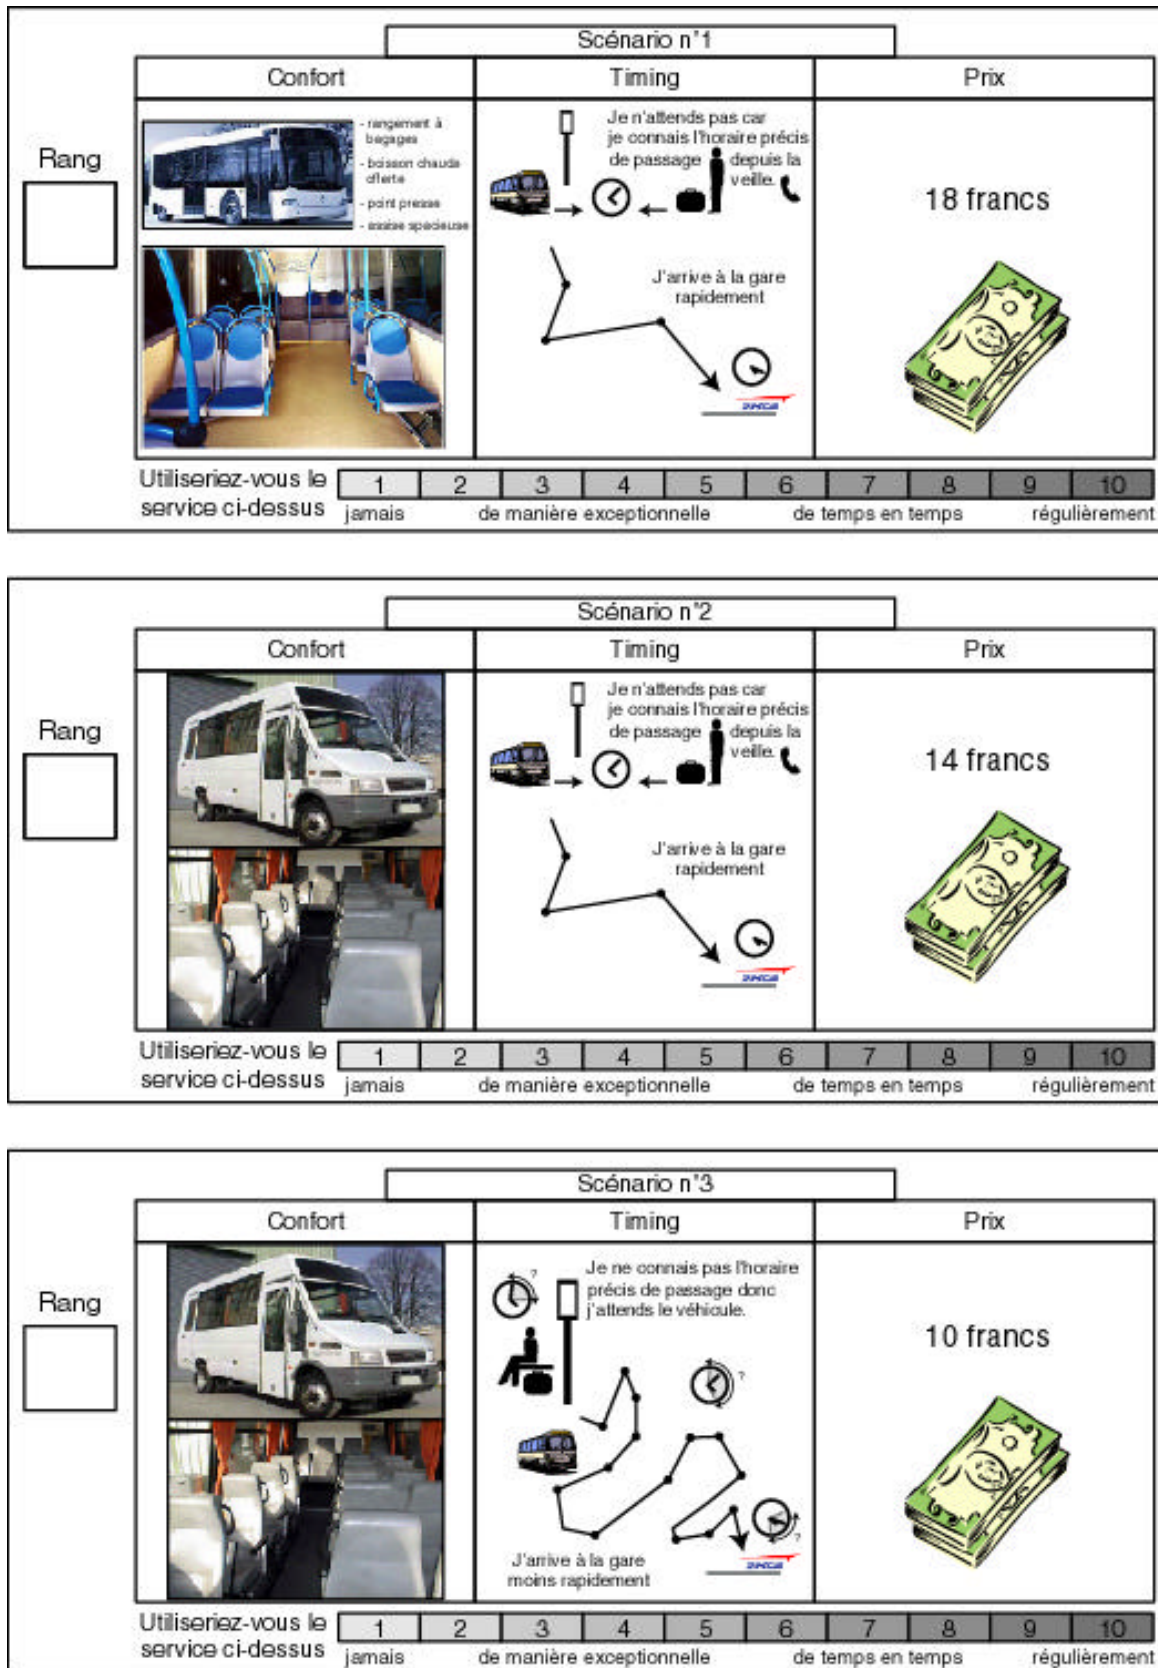 Scénario n°1
Confort
Timing
Prix
Rang
- rangement à
bagages
- boisson chaude
offerte
- point presse
- assise spacieuse
Je n'attends pas car
je connais l'horaire précis
de passage depuis la
veille.
J'arrive à la gare
rapidement
SNCF
18 francs
Utiliseriez-vous le
service ci-dessus
1 2 3 4 5 6 7 8 9 10
jamais de manière exceptionnelle de temps en temps régulièrement
Scénario n°2
Confort
Timing
Prix
Rang
Je n'attends pas car
je connais l'horaire précis
de passage depuis la
veille.
J'arrive à la gare
rapidement
SNCF
14 francs
Utiliseriez-vous le
service ci-dessus
1 2 3 4 5 6 7 8 9 10
jamais de manière exceptionnelle de temps en temps régulièrement
Scénario n°3
Confort
Timing
Prix
Rang
?
Je ne connais pas l'horaire
précis de passage donc
j'attends le véhicule.
?
?
J'arrive à la gare
moins rapidement
SNCF
10 francs
Utiliseriez-vous le
service ci-dessus
1 2 3 4 5 6 7 8 9 10
jamais de manière exceptionnelle de temps en temps régulièrement